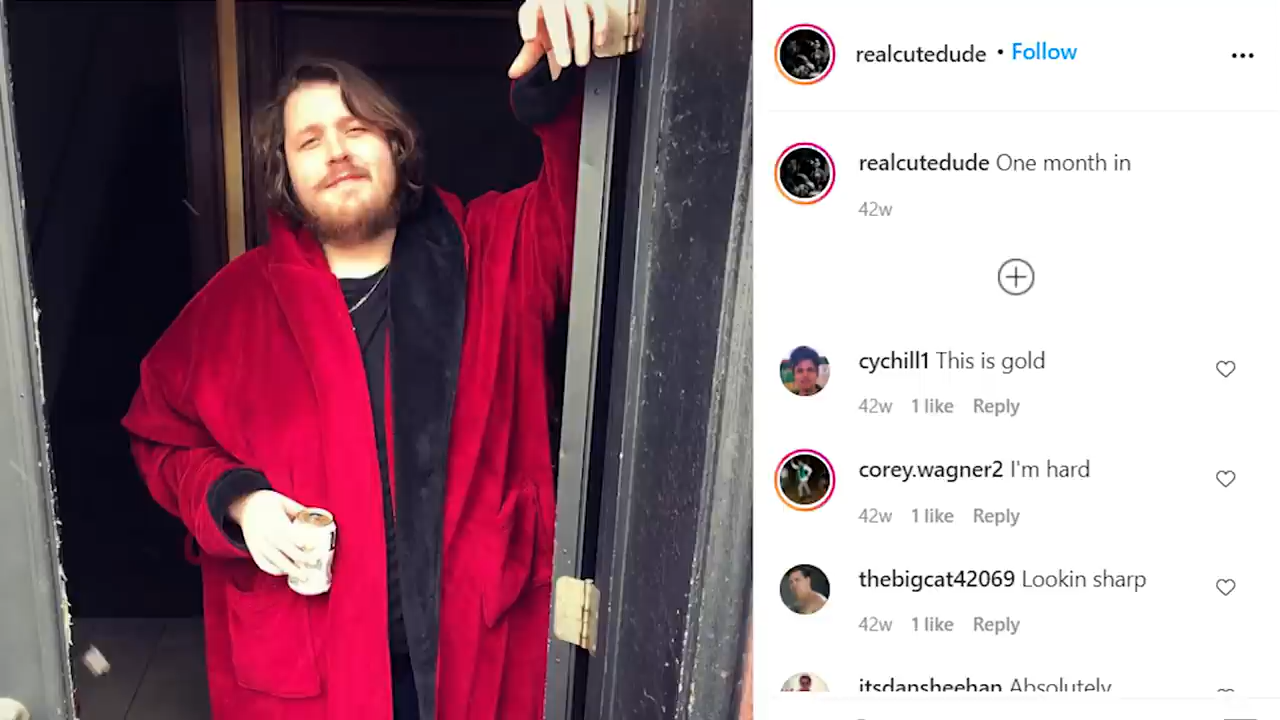 realcutedude • Follow
realcutedude One month in
42w
cychill1 This is gold
42w 1 like Reply
corey.wagner2 I'm hard
42w 1 like Reply
thebigcat42069 Lookin sharp
42w 1 like Reply
itsdansheehan Absolutely